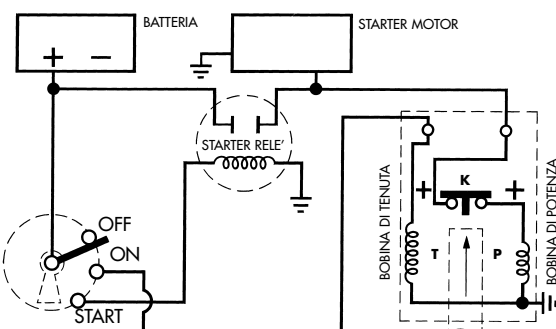 BATTERIA
STARTER MOTOR
+ −
STARTER RELE'
BOBINA DI TENUTA
BOBINA DI POTENZA
K
+ +
T P
OFF
ON
START